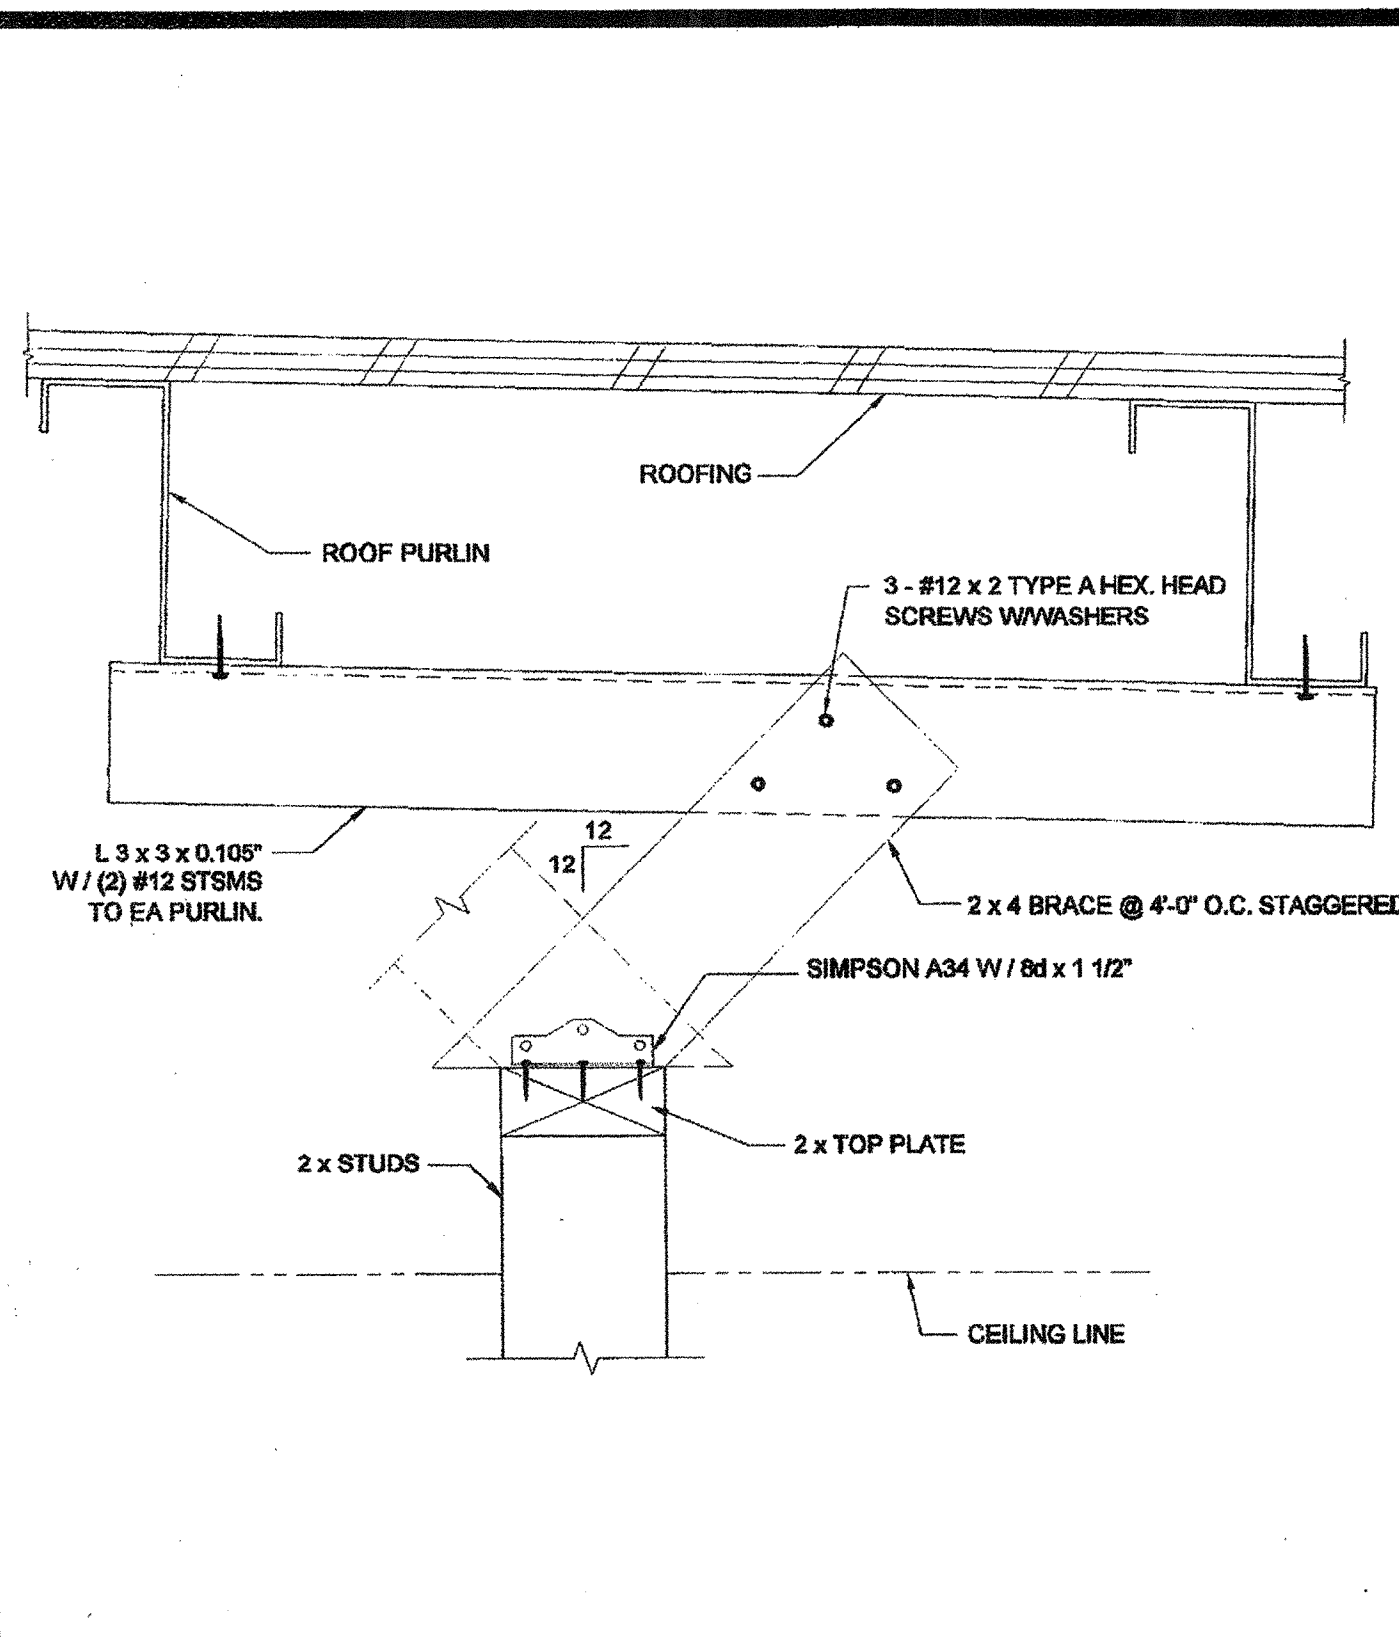 ROOFING
ROOF PURLIN
3 - #12 x 2 TYPE A HEX. HEAD
SCREWS W/WASHERS
12
12
L 3 x 3 x 0.105"
W / (2) #12 STSMS
TO EA PURLIN.
2 x 4 BRACE @ 4'-0" O.C. STAGGERED
SIMPSON A34 W / 8d x 1 1/2"
2 x TOP PLATE
2 x STUDS
CEILING LINE